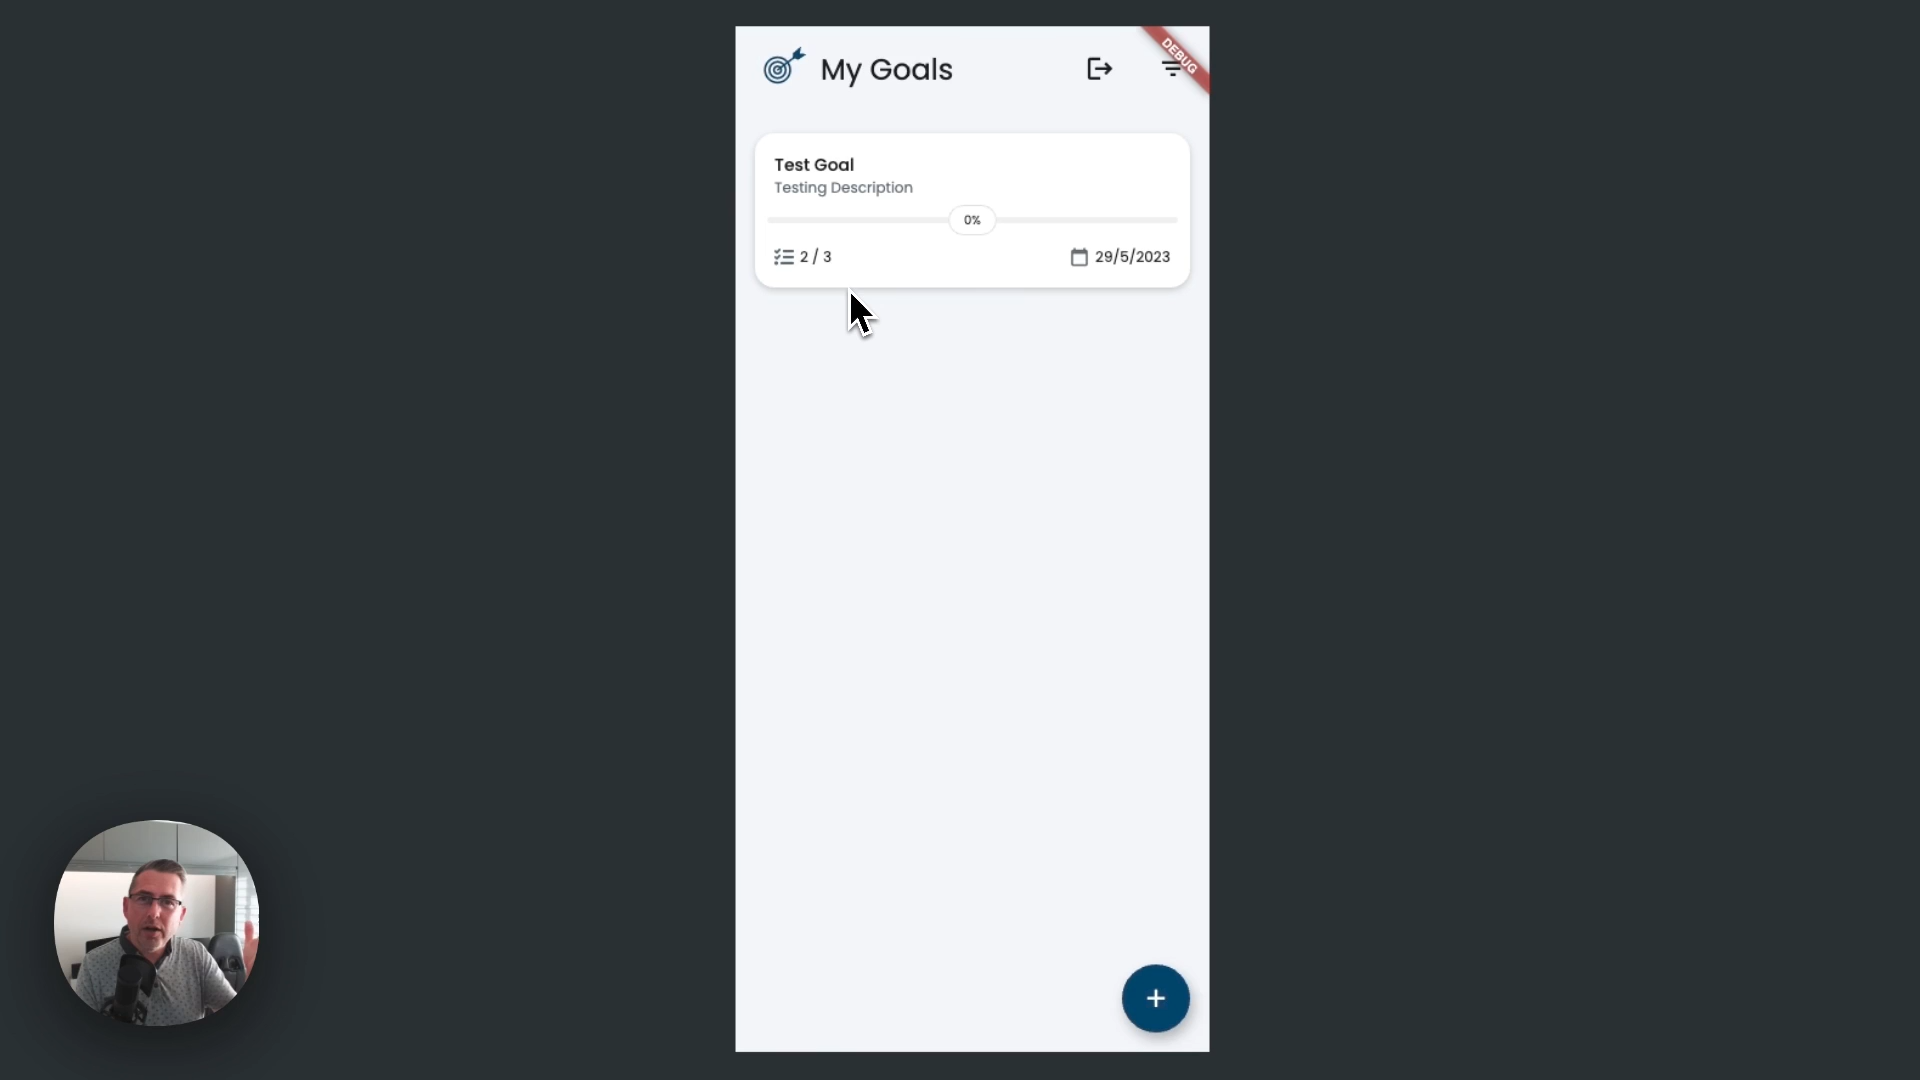 My Goals
DEBUG
Test Goal
Testing Description
0%
2 / 3
29/5/2023
+